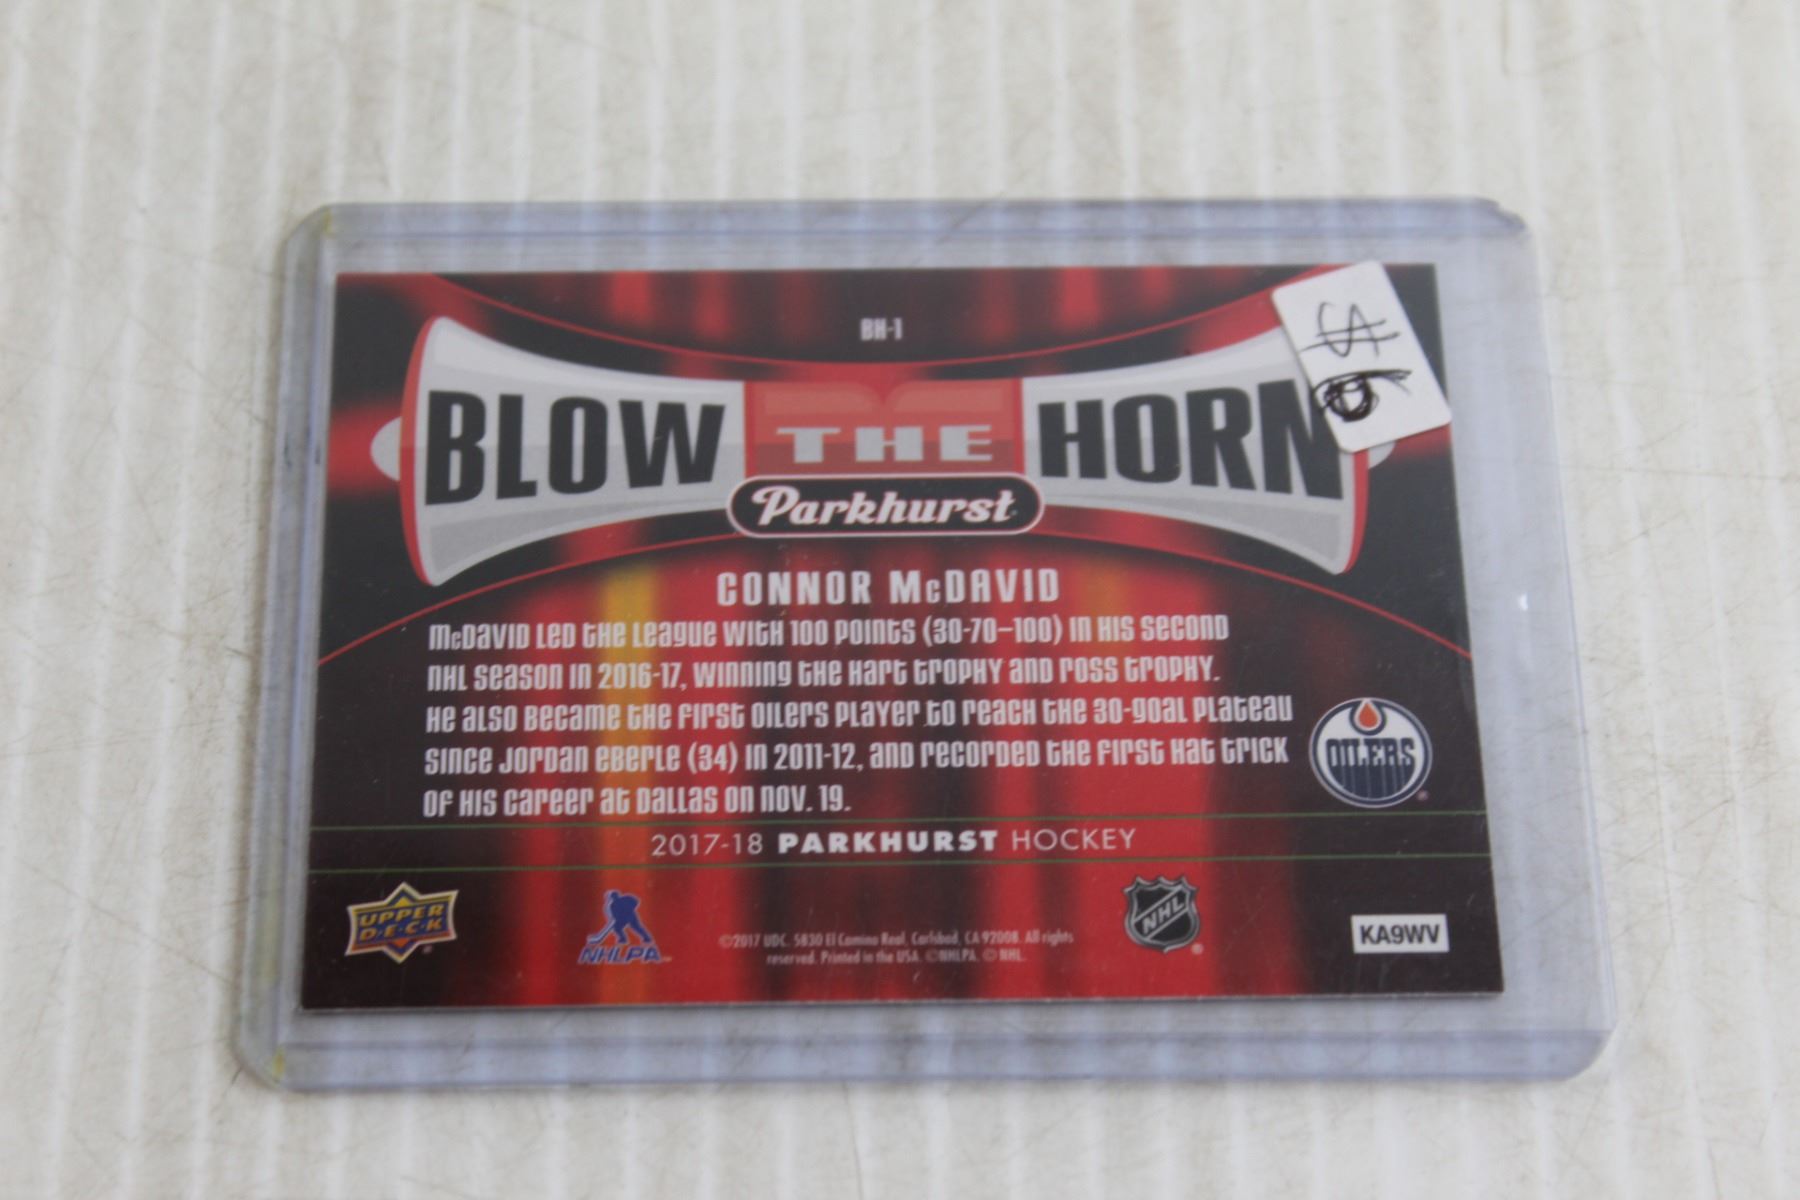 BH-1
$6
BLOW THE HORN
Parkhurst
CONNOR McDAVID
McDAVID LED THE LEAGUE WITH 100 POINTS (30-70–100) IN HIS SECOND
NHL SEASON IN 2016-17, WINNING THE HART TROPHY AND ROSS TROPHY.
HE ALSO BECAME THE FIRST OILERS PLAYER TO REACH THE 30-GOAL PLATEAU
SINCE JORDAN EBERLE (34) IN 2011-12, AND RECORDED THE FIRST HAT TRICK
OF HIS CAREER AT DALLAS ON NOV. 19.
OILERS
2017-18 PARKHURST HOCKEY
UPPER
D·E·C·K
NHLPA
©2017 UDC. 5830 El Camino Real, Carlsbad, CA 92008. All rights
reserved. Printed in the USA. ©NHLPA. © NHL.
NHL
KA9WV